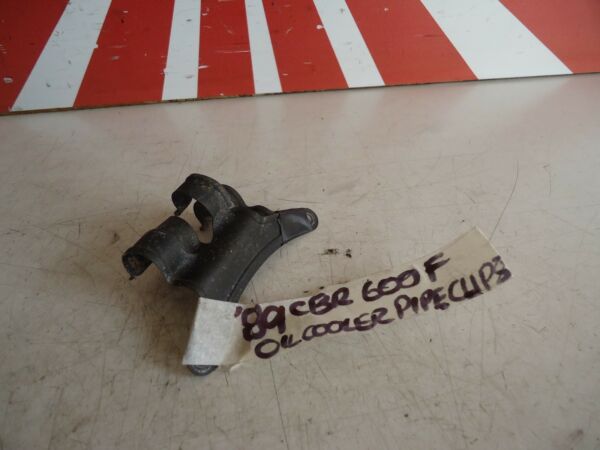 '89 CBR 600 F
OIL COOLER PIPE CLIPS